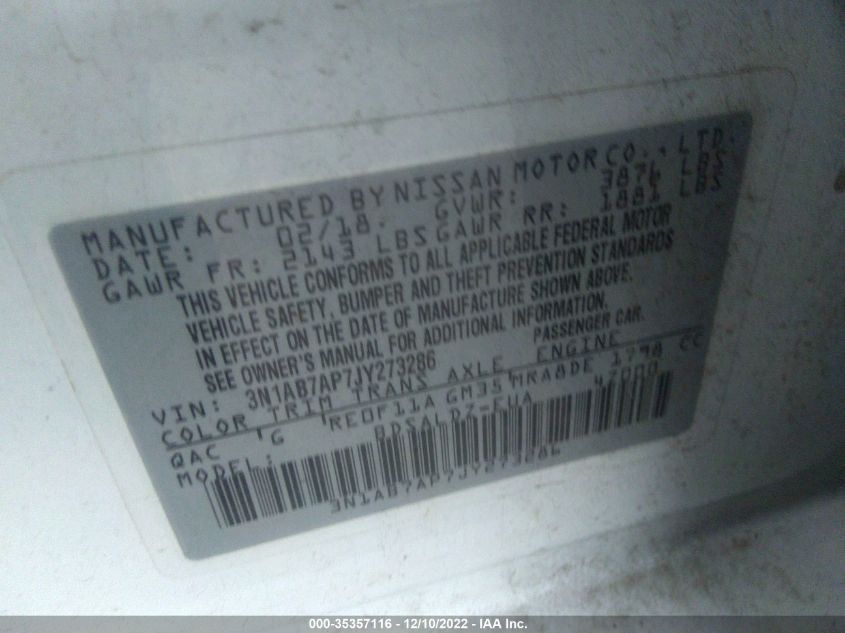 MANUFACTURED BY NISSAN MOTOR CO., LTD.
DATE: 02/18. GVWR: 3876 LBS
GAWR FR: 2143 LBS GAWR RR: 1881 LBS
THIS VEHICLE CONFORMS TO ALL APPLICABLE FEDERAL MOTOR
VEHICLE SAFETY, BUMPER AND THEFT PREVENTION STANDARDS
IN EFFECT ON THE DATE OF MANUFACTURE SHOWN ABOVE.
SEE OWNER'S MANUAL FOR ADDITIONAL INFORMATION.
VIN: 3N1AB7AP7JY273286 PASSENGER CAR.
COLOR TRIM TRANS AXLE ENGINE
QAC G RE0F11A GM35 MRA8DE 1798 CC
MODEL: BDSALDZ-EUA 42000
3N1AB7AP7JY273286
000-35357116 - 12/10/2022 - IAA Inc.